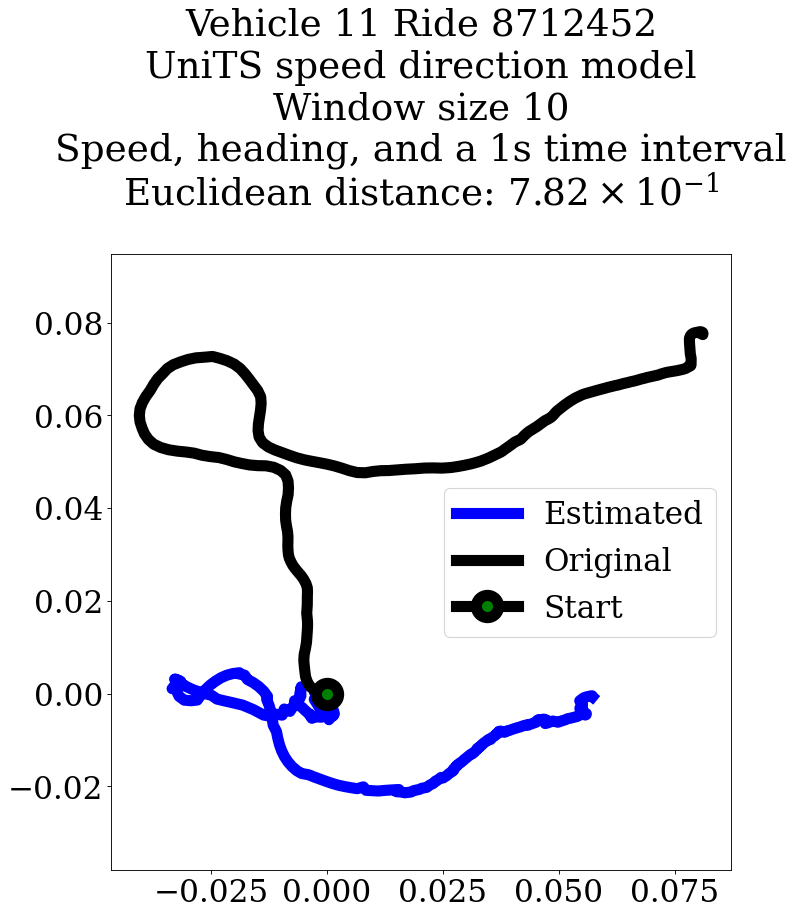 Vehicle 11 Ride 8712452
UniTS speed direction model
Window size 10
Speed, heading, and a 1s time interval
Euclidean distance: 7.82 × 10⁻¹
0.08
0.06
0.04
0.02
0.00
−0.02
Estimated
Original
Start
−0.025 0.000 0.025 0.050 0.075